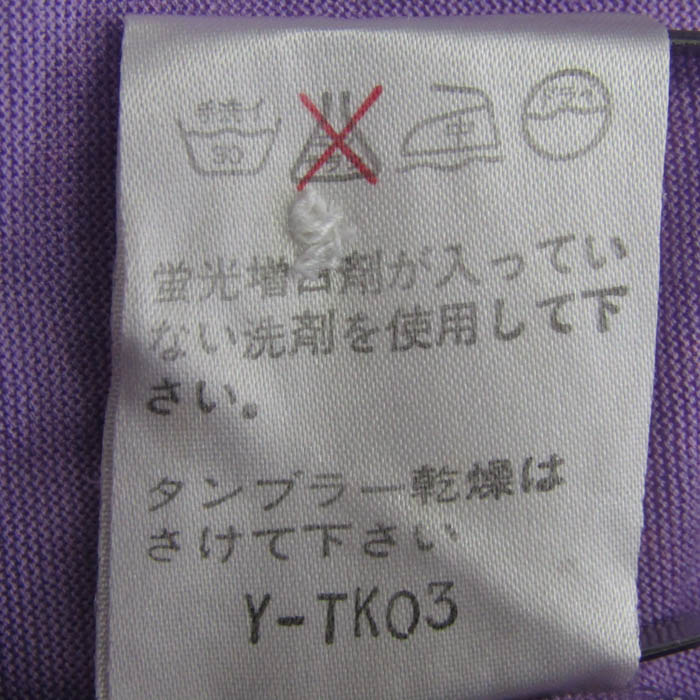 手洗イ 中 ドライ
30
蛍光増白剤が入ってい
ない洗剤を使用して下
さい。
タンブラー乾燥は
さけて下さい
Y-TK03